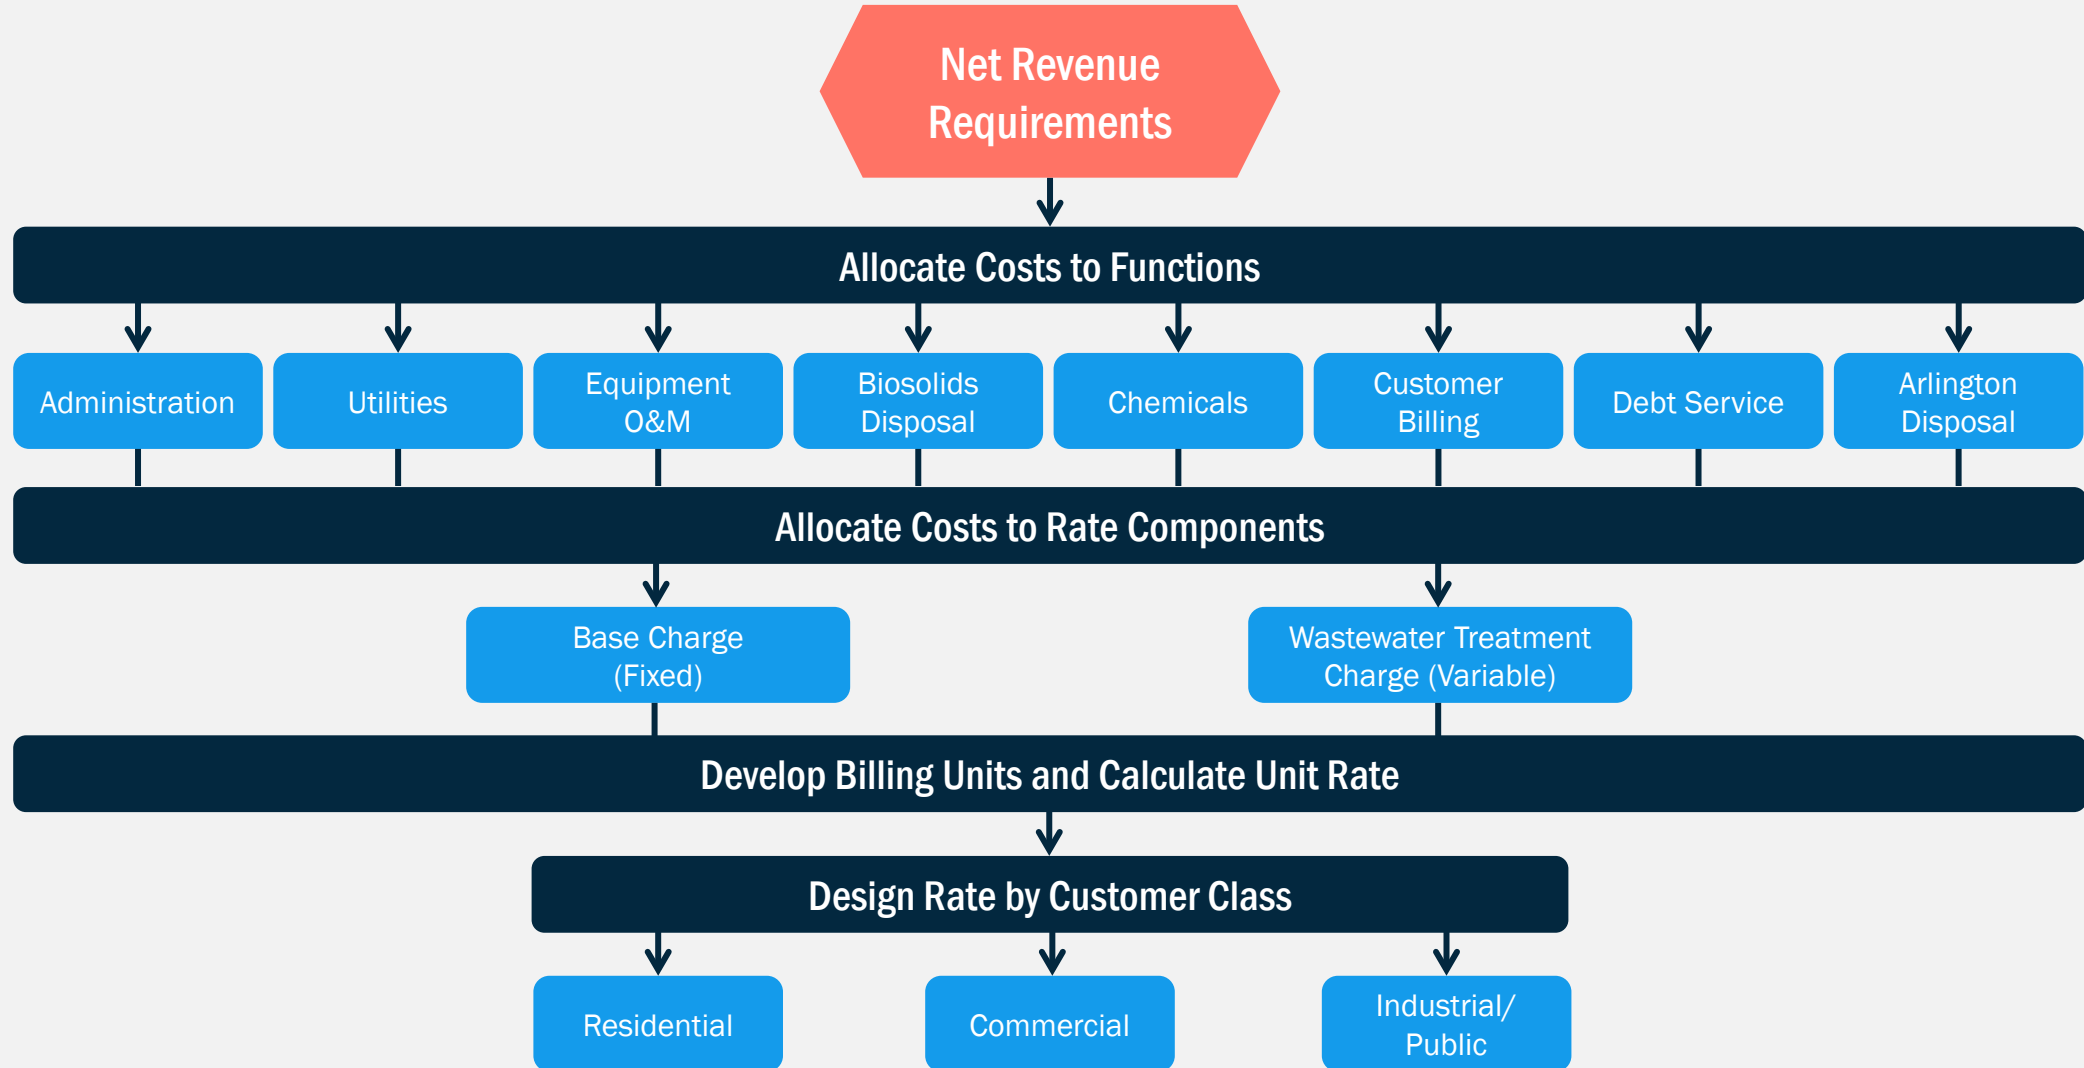 Net Revenue
Requirements
Allocate Costs to Functions
Administration
Utilities
Equipment
O&M
Biosolids
Disposal
Chemicals
Customer
Billing
Debt Service
Arlington
Disposal
Allocate Costs to Rate Components
Base Charge
(Fixed)
Wastewater Treatment
Charge (Variable)
Develop Billing Units and Calculate Unit Rate
Design Rate by Customer Class
Residential
Commercial
Industrial/
Public